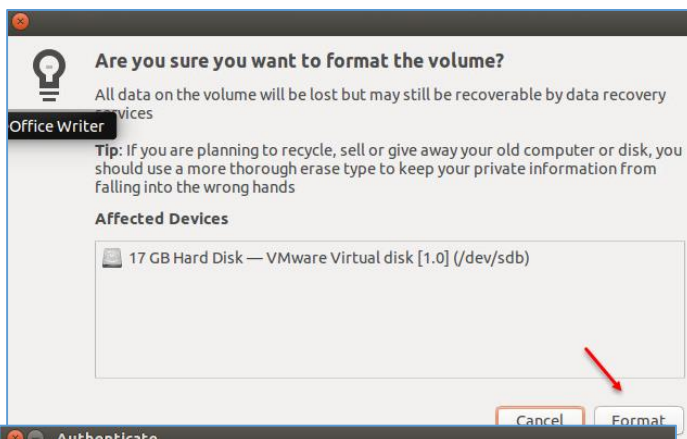 Are you sure you want to format the volume?
All data on the volume will be lost but may still be recoverable by data recovery
services
Office Writer
Tip: If you are planning to recycle, sell or give away your old computer or disk, you
should use a more thorough erase type to keep your private information from
falling into the wrong hands
Affected Devices
17 GB Hard Disk — VMware Virtual disk [1.0] (/dev/sdb)
Cancel Format
Authenticate